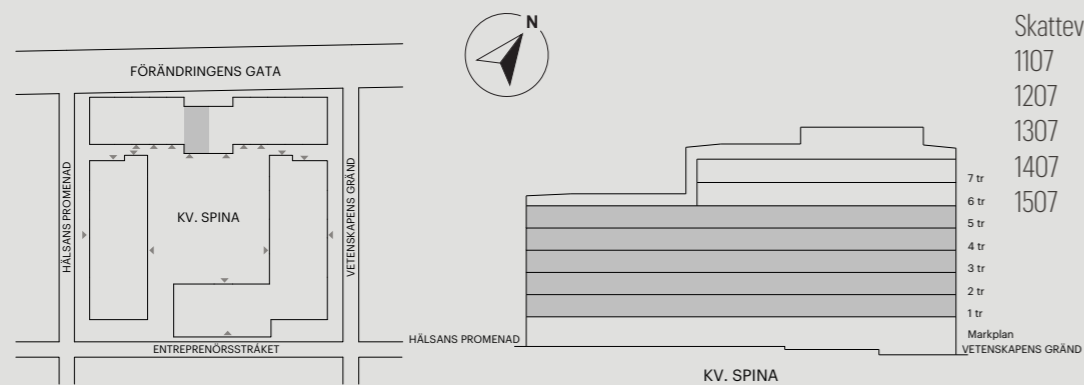 FÖRÄNDRINGENS GATA
HÄLSANS PROMENAD
KV. SPINA
VETENSKAPENS GRÄND
ENTREPRENÖRSSTRÅKET
N
7 tr
6 tr
5 tr
4 tr
3 tr
2 tr
1 tr
Markplan
HÄLSANS PROMENAD
VETENSKAPENS GRÄND
KV. SPINA
Skattev
1107
1207
1307
1407
1507